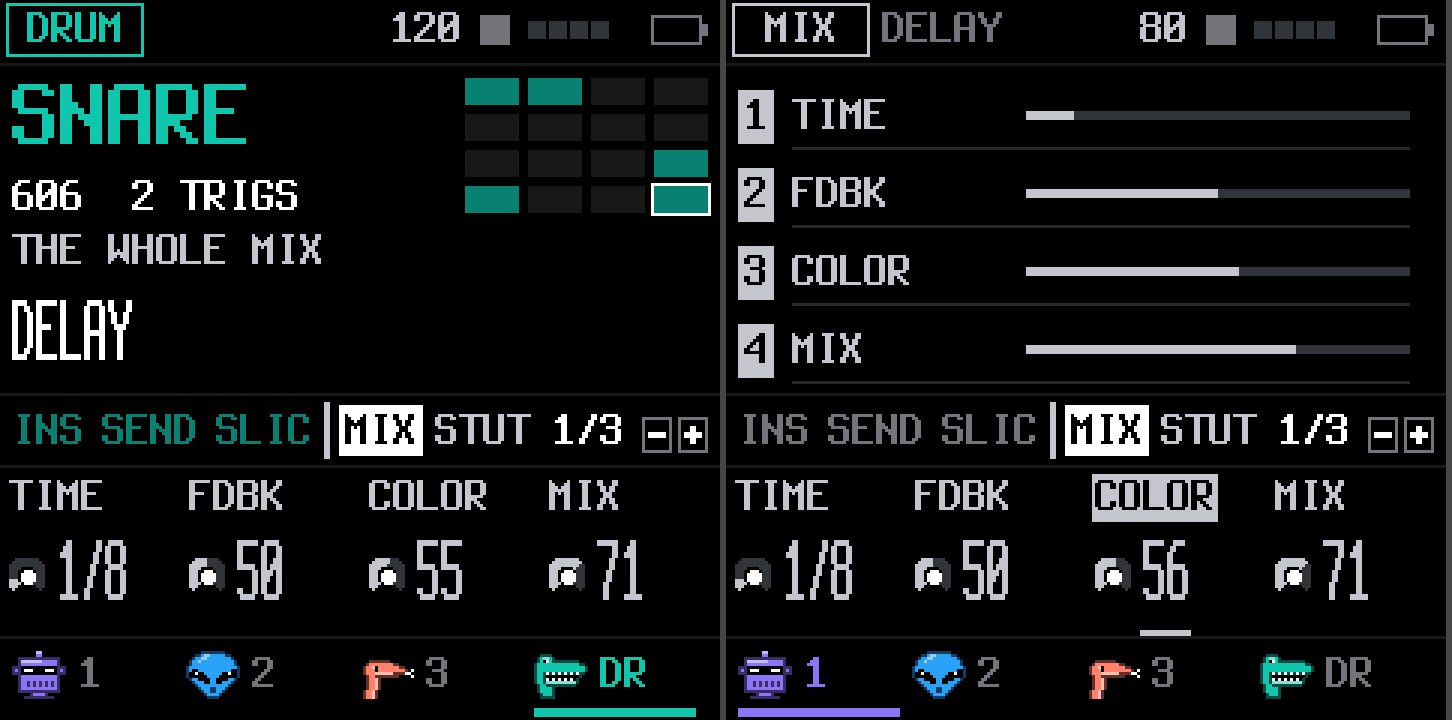 DRUM 120
SNARE
606 2 TRIGS
THE WHOLE MIX
DELAY
INS SEND SLIC MIX STUT 1/3 - +
TIME FDBK COLOR MIX
1/8 50 55 71
1 2 3 DR
MIX DELAY 80
1 TIME
2 FDBK
3 COLOR
4 MIX
INS SEND SLIC MIX STUT 1/3 - +
TIME FDBK COLOR MIX
1/8 50 56 71
1 2 3 DR